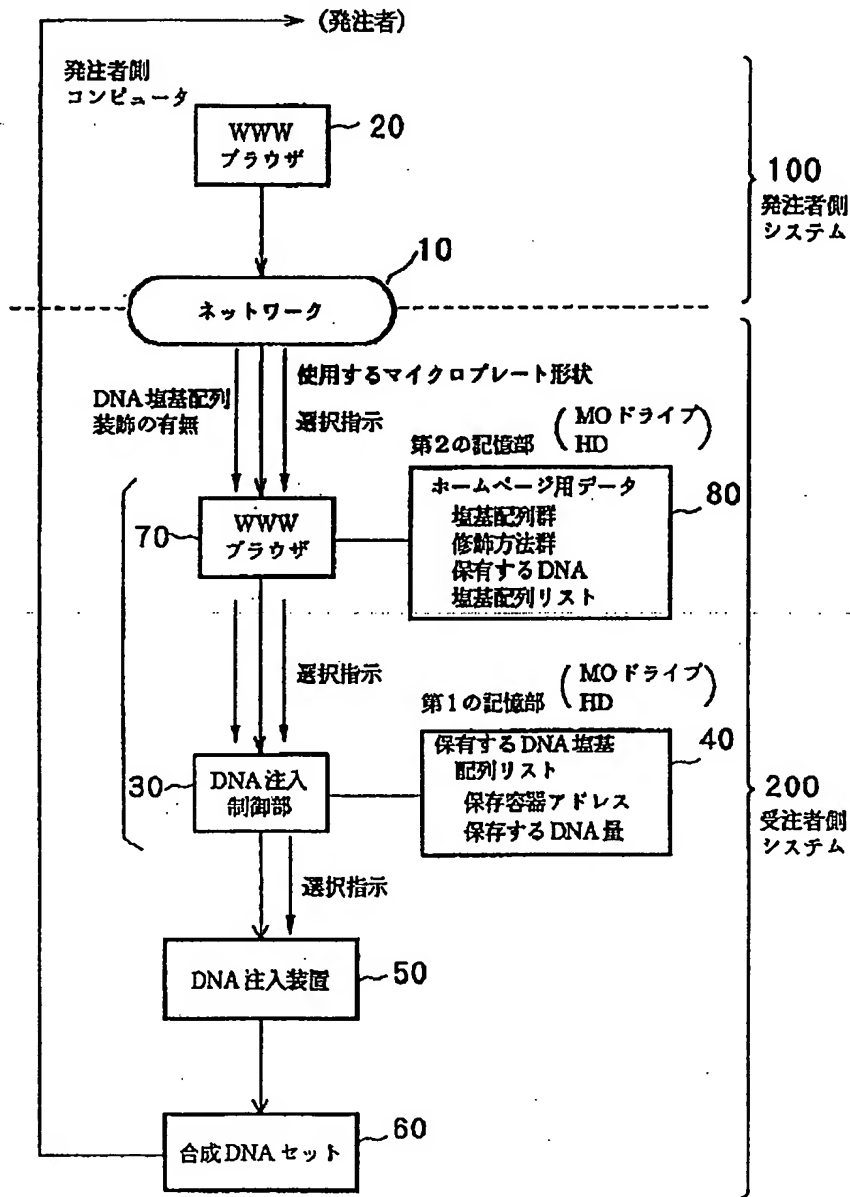 (発注者)
発注者側
コンピュータ
WWW
ブラウザ
20
100
発注者側
システム
10
ネットワーク
DNA塩基配列
装飾の有無
使用するマイクロプレート形状
選択指示
第2の記憶部
(MOドライブ
HD)
70
WWW
ブラウザ
ホームページ用データ
塩基配列群
修飾方法群
保有するDNA
塩基配列リスト
80
選択指示
第1の記憶部
(MOドライブ
HD)
30
DNA注入
制御部
保有するDNA塩基
配列リスト
保存容器アドレス
保存するDNA量
40
200
受注者側
システム
選択指示
DNA注入装置
50
合成DNAセット
60